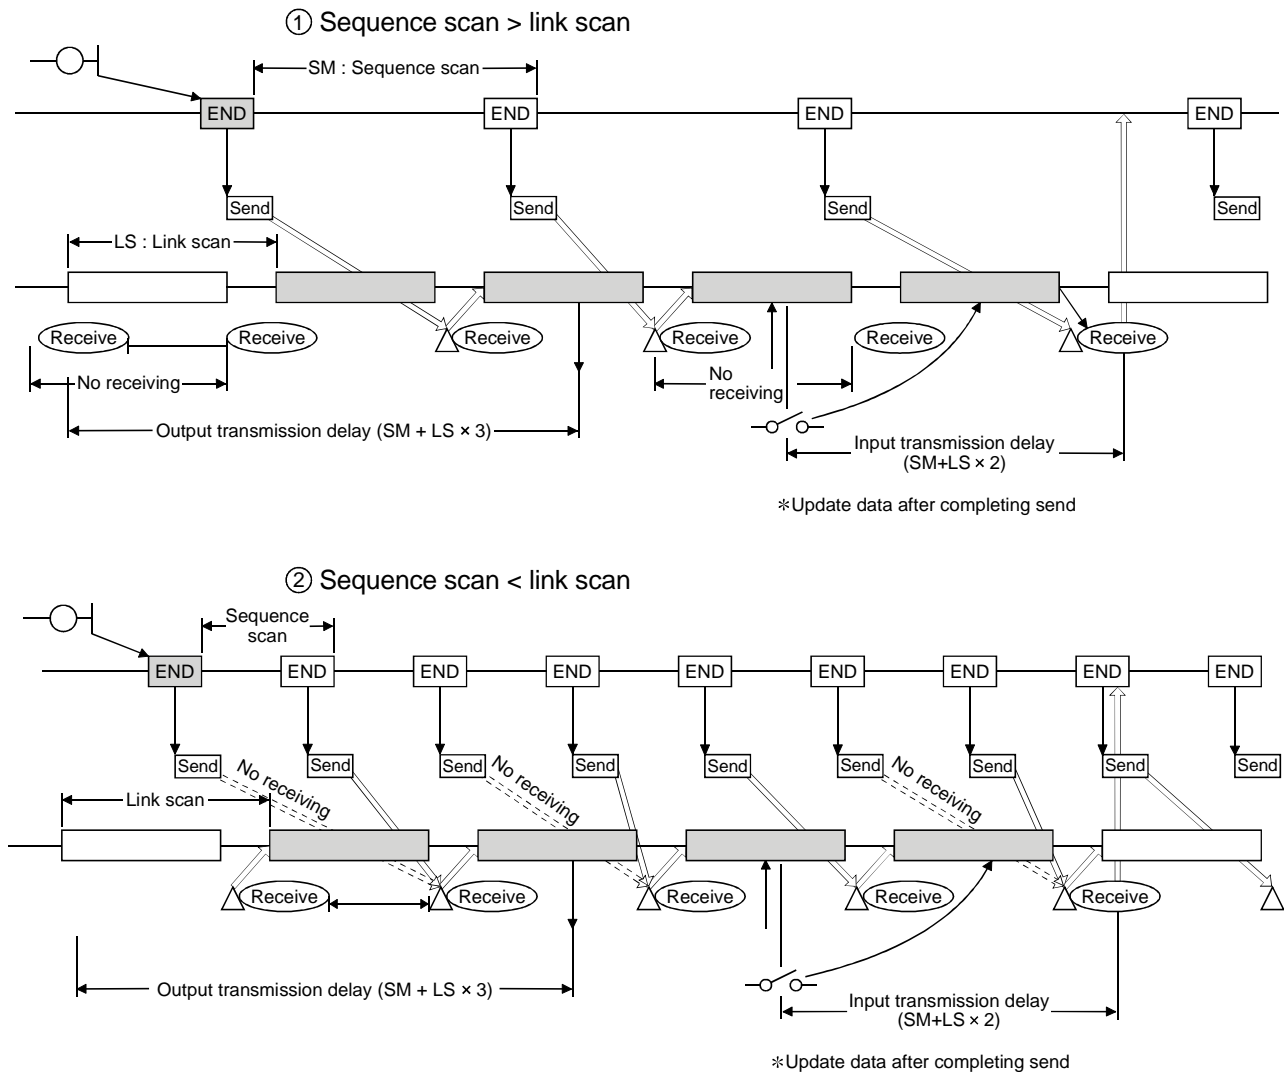 ① Sequence scan > link scan
SM : Sequence scan
END
END
END
END
Send
Send
Send
Send
LS : Link scan
Receive
Receive
Receive
Receive
Receive
Receive
No receiving
No
receiving
Output transmission delay (SM + LS × 3)
Input transmission delay
(SM+LS × 2)
*Update data after completing send
② Sequence scan < link scan
Sequence
scan
END
END
END
END
END
END
END
END
END
Send
Send
Send
Send
Send
Send
Send
Send
Send
No receiving
No receiving
No receiving
Link scan
Receive
Receive
Receive
Receive
Receive
Output transmission delay (SM + LS × 3)
Input transmission delay
(SM+LS × 2)
*Update data after completing send